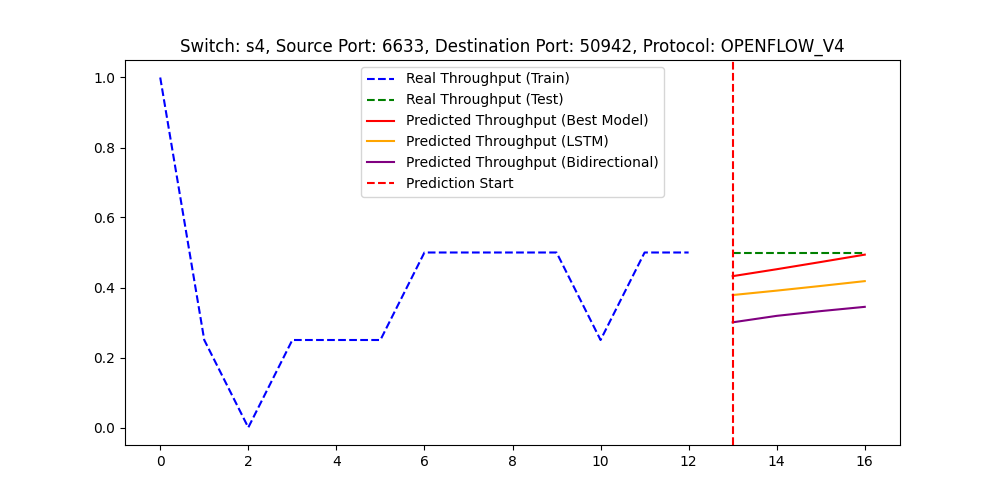 Switch: s4, Source Port: 6633, Destination Port: 50942, Protocol: OPENFLOW_V4
Real Throughput (Train)
Real Throughput (Test)
Predicted Throughput (Best Model)
Predicted Throughput (LSTM)
Predicted Throughput (Bidirectional)
Prediction Start
1.0
0.8
0.6
0.4
0.2
0.0
0 2 4 6 8 10 12 14 16